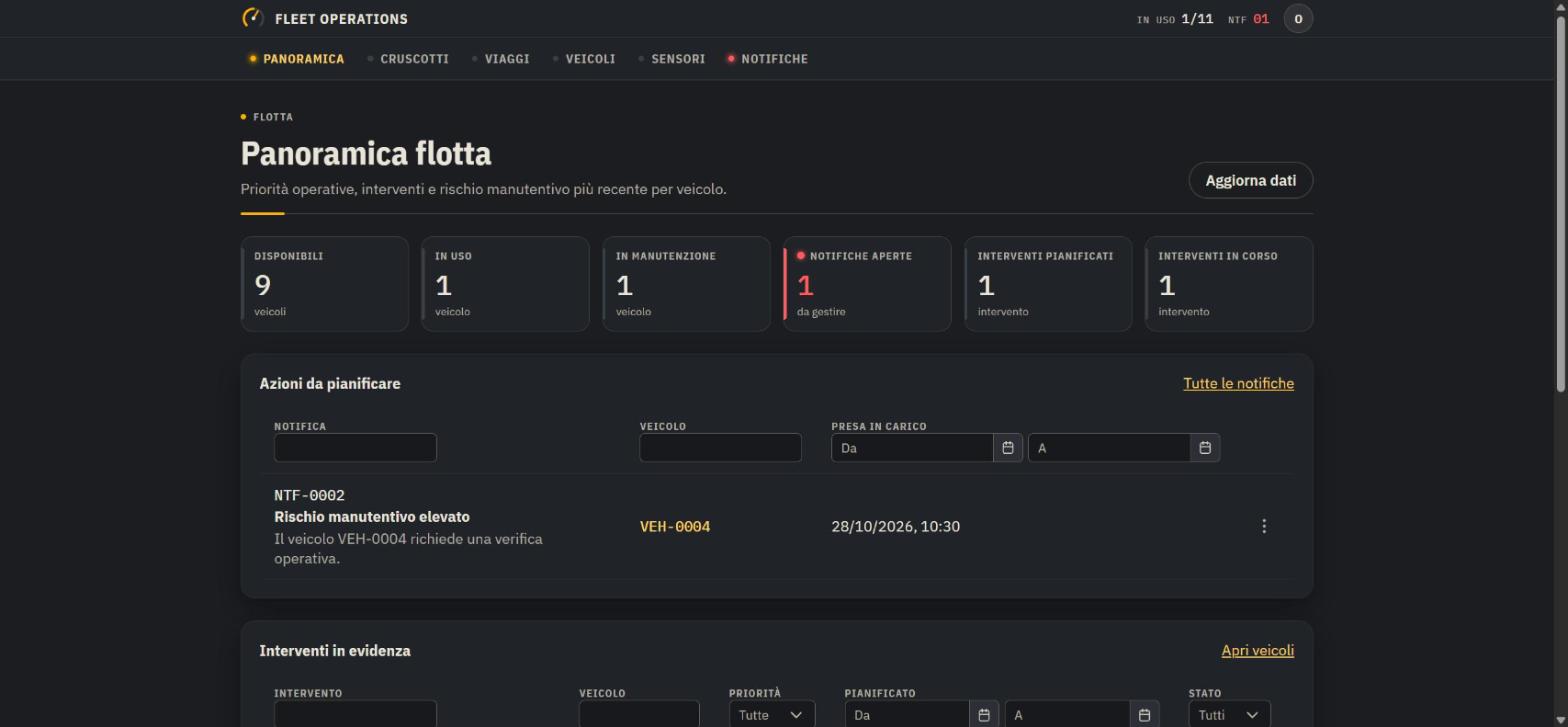 FLEET OPERATIONS
IN USO 1/11 NTF 01 O
PANORAMICA CRUSCOTTI VIAGGI VEICOLI SENSORI NOTIFICHE
FLOTTA
Panoramica flotta
Priorità operative, interventi e rischio manutentivo più recente per veicolo.
Aggiorna dati
DISPONIBILI
9
veicoli
IN USO
1
veicolo
IN MANUTENZIONE
1
veicolo
NOTIFICHE APERTE
1
da gestire
INTERVENTI PIANIFICATI
1
intervento
INTERVENTI IN CORSO
1
intervento
Azioni da pianificare
Tutte le notifiche
NOTIFICA VEICOLO PRESA IN CARICO
Da A
NTF-0002
Rischio manutentivo elevato
Il veicolo VEH-0004 richiede una verifica
operativa.
VEH-0004
28/10/2026, 10:30
Interventi in evidenza
Apri veicoli
INTERVENTO VEICOLO PRIORITÀ PIANIFICATO STATO
Tutte Da A Tutti